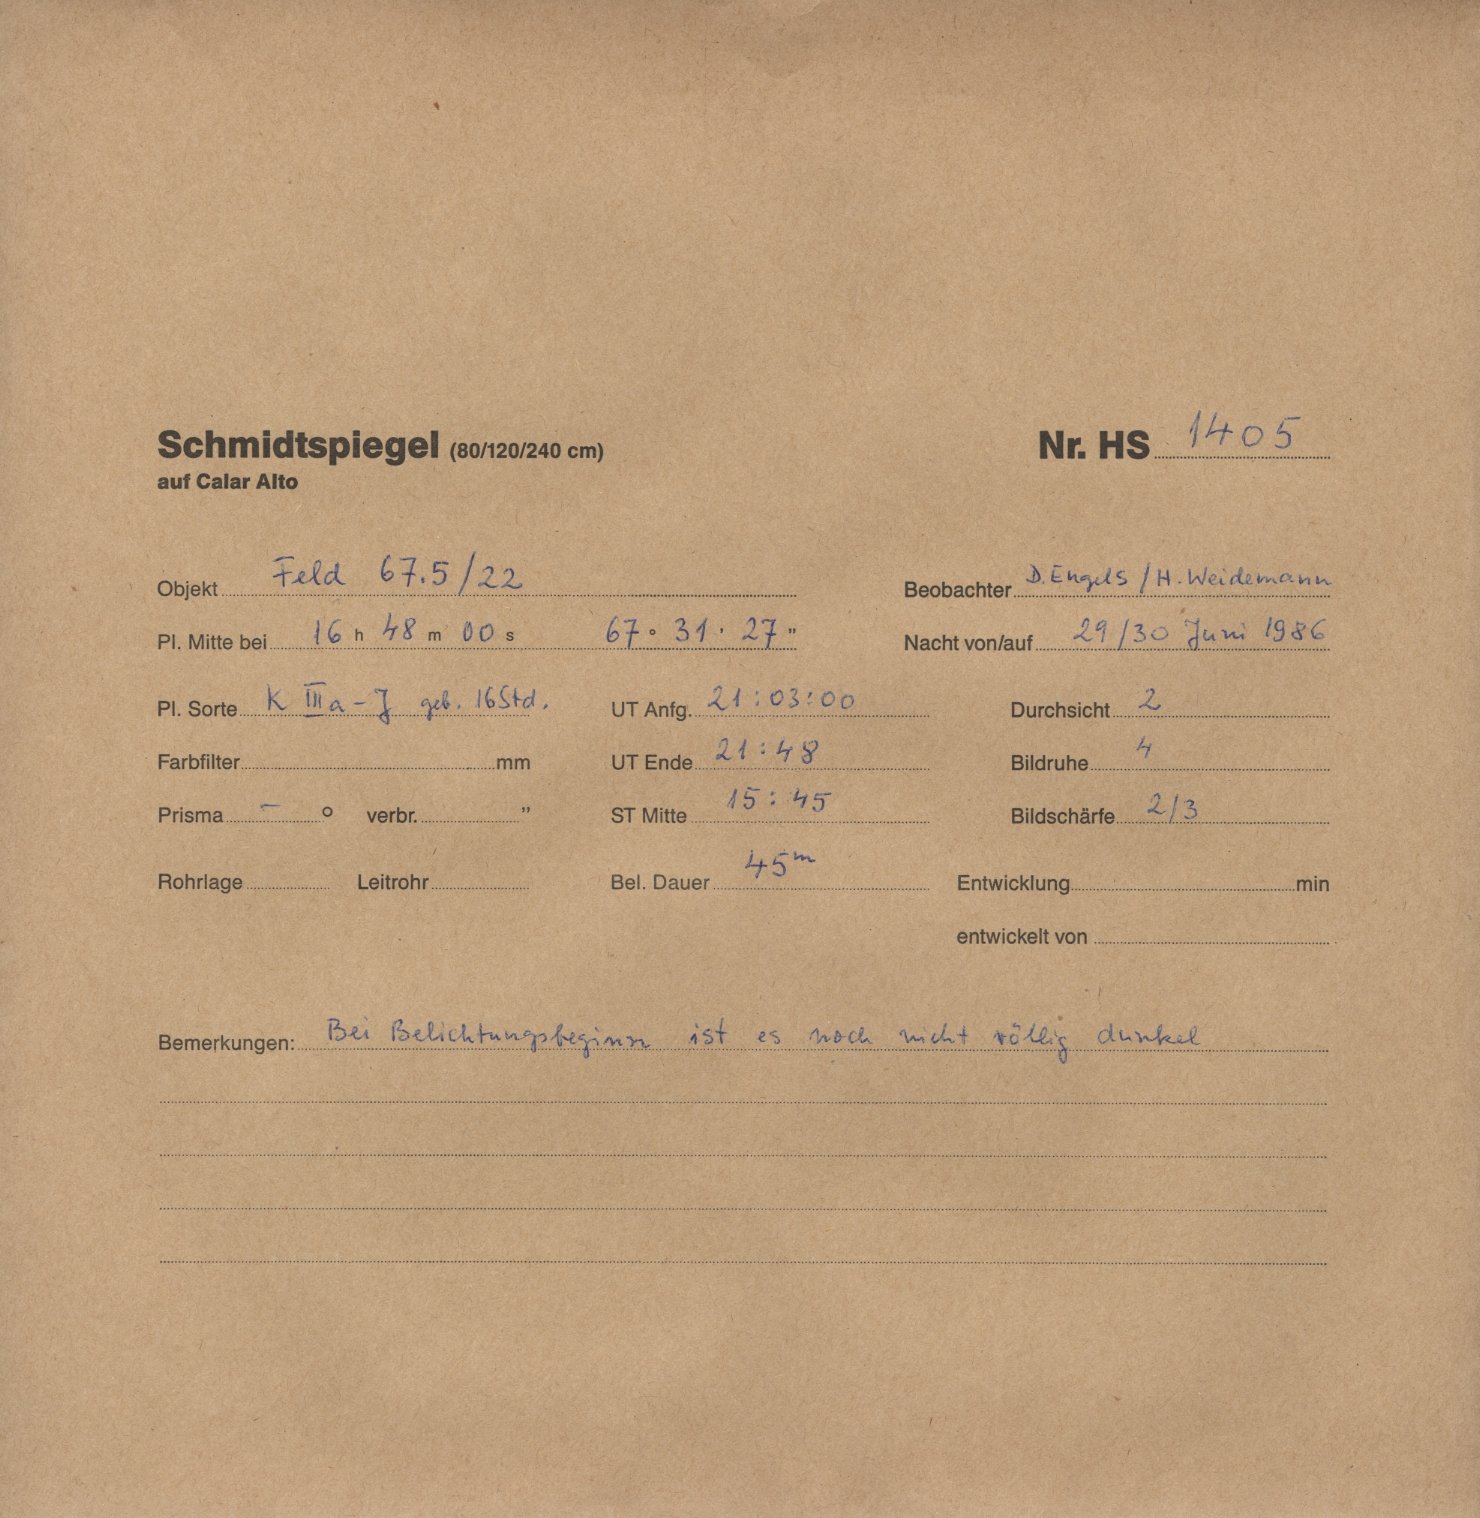 Schmidtspiegel (80/120/240 cm) Nr. HS 1405
auf Calar Alto
Objekt Feld 67.5/22 Beobachter D. Engels / H. Weidemann
Pl. Mitte bei 16 h 48 m 00 s 67 ° 31 ' 27 " Nacht von/auf 29/30 Juni 1986
Pl. Sorte K IIIa-J geb. 16 Std. UT Anfg. 21:03:00 Durchsicht 2
Farbfilter mm UT Ende 21:48 Bildruhe 4
Prisma – ° verbr. " ST Mitte 15:45 Bildschärfe 2/3
Rohrlage Leitrohr Bel. Dauer 45m Entwicklung min
entwickelt von
Bemerkungen: Bei Belichtungsbeginn ist es noch nicht völlig dunkel